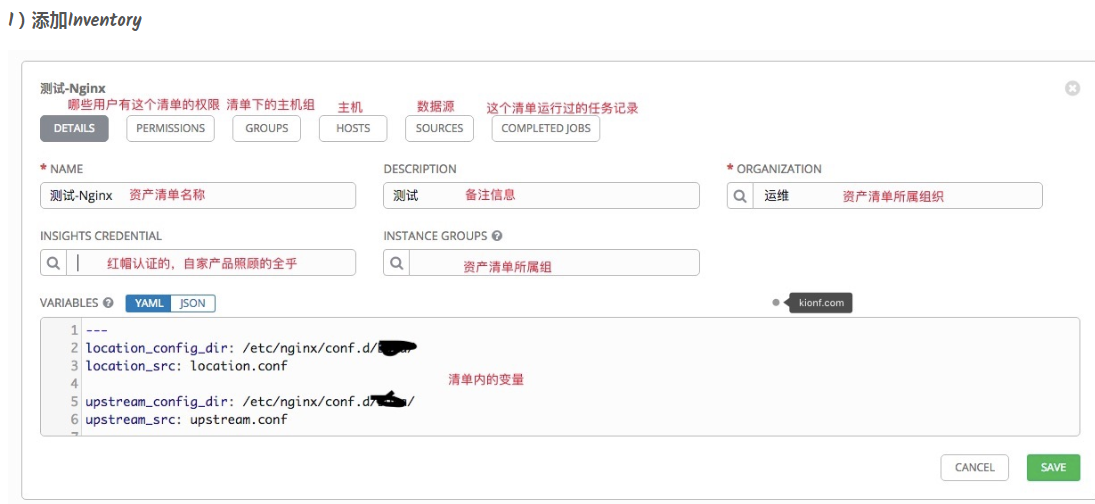 1）添加Inventory
测试-Nginx
哪些用户有这个清单的权限 清单下的主机组 主机 数据源 这个清单运行过的任务记录
DETAILS PERMISSIONS GROUPS HOSTS SOURCES COMPLETED JOBS
* NAME DESCRIPTION * ORGANIZATION
测试-Nginx 资产清单名称 测试 备注信息 运维 资产清单所属组织
INSIGHTS CREDENTIAL INSTANCE GROUPS ?
红帽认证的，自家产品照顾的全乎 资产清单所属组
VARIABLES ? YAML JSON kionf.com
1 ---
2 location_config_dir: /etc/nginx/conf.d/
3 location_src: location.conf
4 清单内的变量
5 upstream_config_dir: /etc/nginx/conf.d/ /
6 upstream_src: upstream.conf
CANCEL SAVE